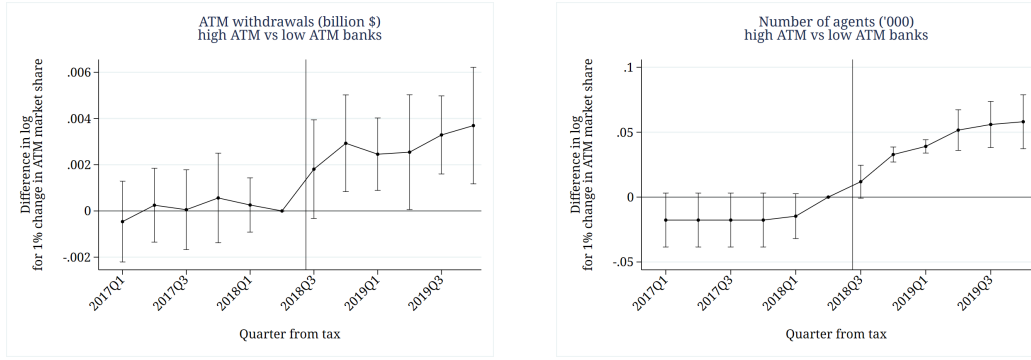 ATM withdrawals (billion $)
high ATM vs low ATM banks
Difference in log
for 1% change in ATM market share
.006
.004
.002
0
-.002
2017Q1
2017Q3
2018Q1
2018Q3
2019Q1
2019Q3
Quarter from tax
Number of agents ('000)
high ATM vs low ATM banks
Difference in log
for 1% change in ATM market share
.1
.05
0
-.05
2017Q1
2017Q3
2018Q1
2018Q3
2019Q1
2019Q3
Quarter from tax